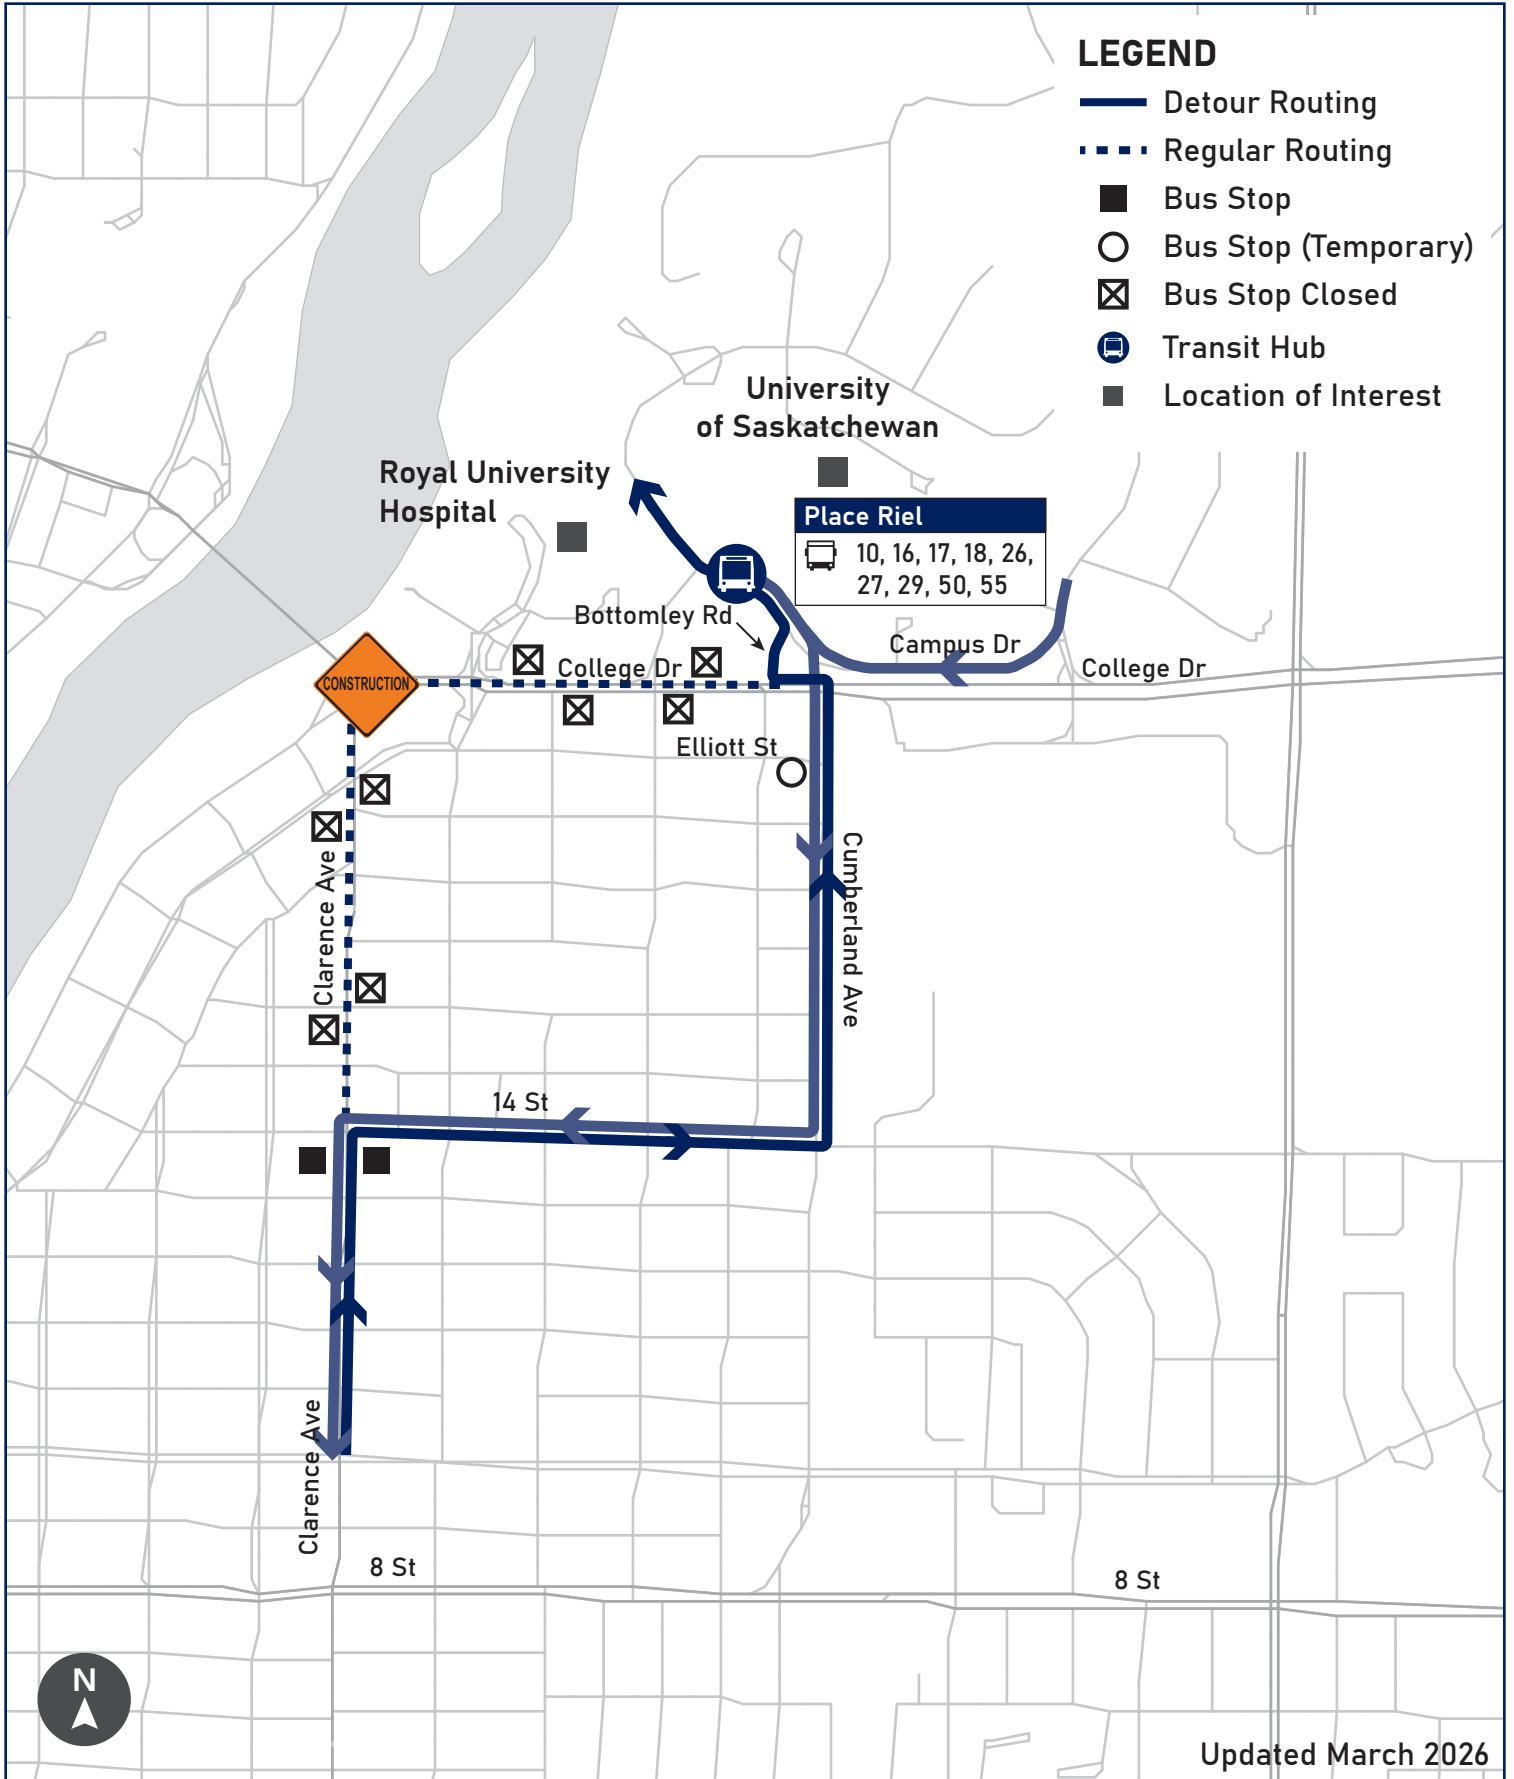 LEGEND
Detour Routing
Regular Routing
Bus Stop
Bus Stop (Temporary)
Bus Stop Closed
Transit Hub
Location of Interest
University
of Saskatchewan
Royal University
Hospital
Place Riel
10, 16, 17, 18, 26,
27, 29, 50, 55
Bottomley Rd
Campus Dr
College Dr
College Dr
CONSTRUCTION
Elliott St
Clarence Ave
Cumberland Ave
14 St
Clarence Ave
8 St
8 St
N
Updated March 2026